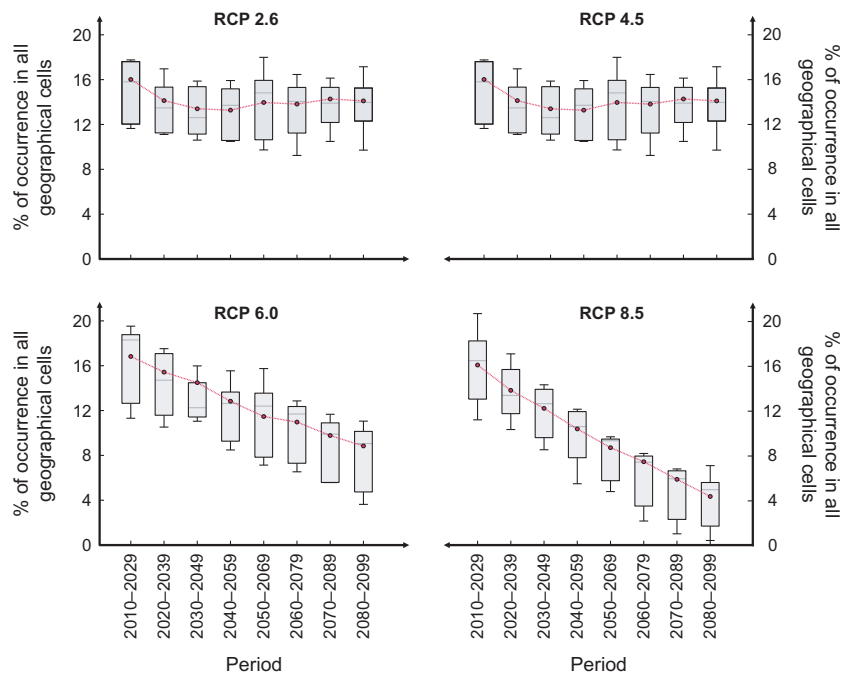 RCP 2.6
% of occurrence in all
geographical cells
20
16
12
8
4
0
RCP 4.5
20
16
12
8
4
0
% of occurrence in all
geographical cells
RCP 6.0
% of occurrence in all
geographical cells
20
16
12
8
4
0
2010–2029
2020–2039
2030–2049
2040–2059
2050–2069
2060–2079
2070–2089
2080–2099
Period
RCP 8.5
20
16
12
8
4
0
% of occurrence in all
geographical cells
2010–2029
2020–2039
2030–2049
2040–2059
2050–2069
2060–2079
2070–2089
2080–2099
Period